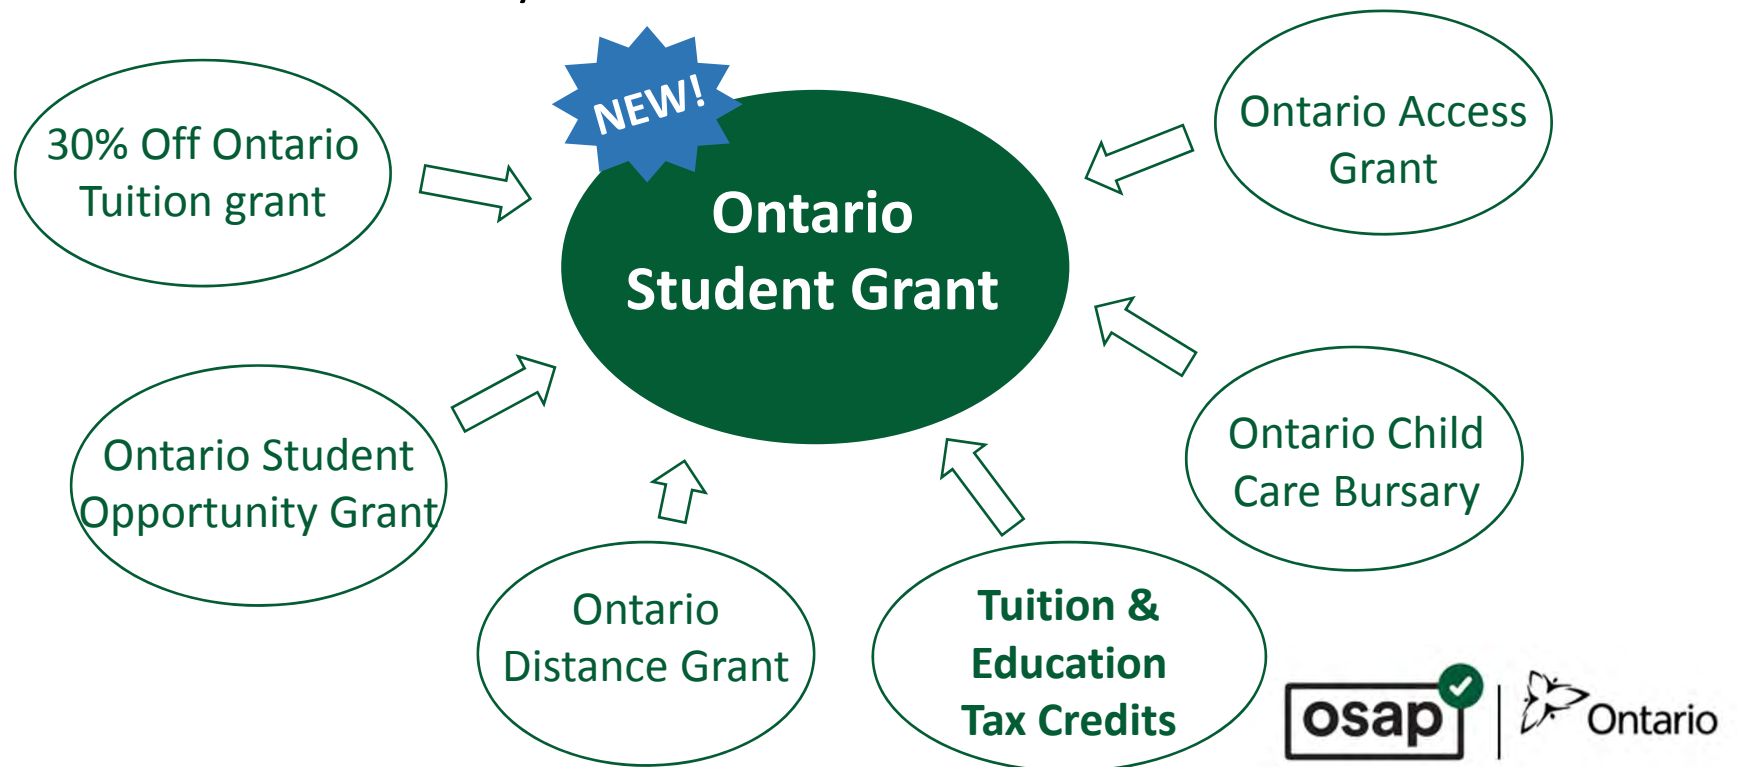 NEW!
30% Off Ontario
Tuition grant
Ontario
Student Grant
Ontario Access
Grant
Ontario Student
Opportunity Grant
Ontario Child
Care Bursary
Ontario
Distance Grant
Tuition &
Education
Tax Credits
osap
Ontario